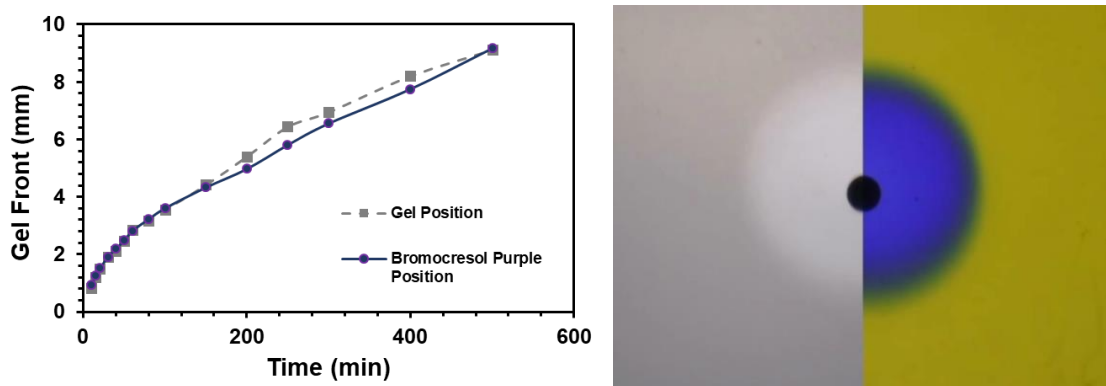 10
8
6
4
2
0
Gel Front (mm)
Gel Position
Bromocresol Purple
Position
0
200
400
600
Time (min)